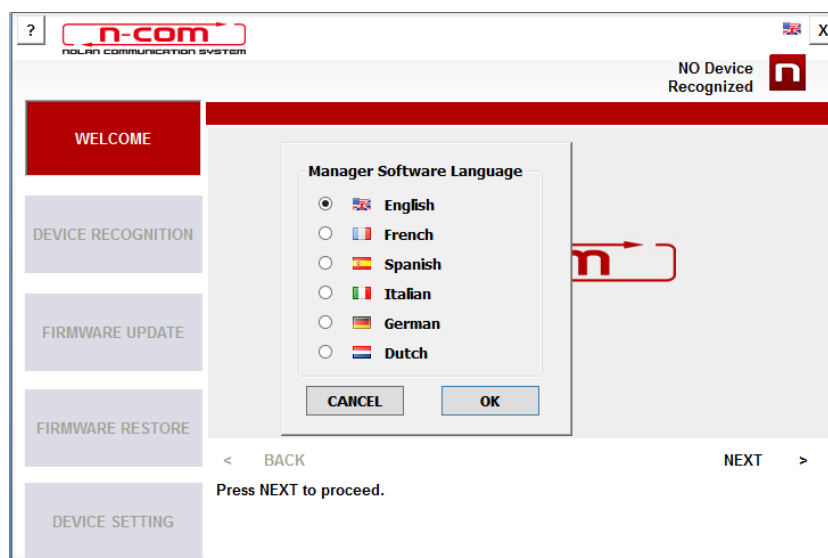 ?
n-com
NOLAN COMMUNICATION SYSTEM
X
NO Device
Recognized
n
WELCOME
DEVICE RECOGNITION
FIRMWARE UPDATE
FIRMWARE RESTORE
DEVICE SETTING
Manager Software Language
English
French
Spanish
Italian
German
Dutch
CANCEL
OK
m
< BACK
NEXT >
Press NEXT to proceed.